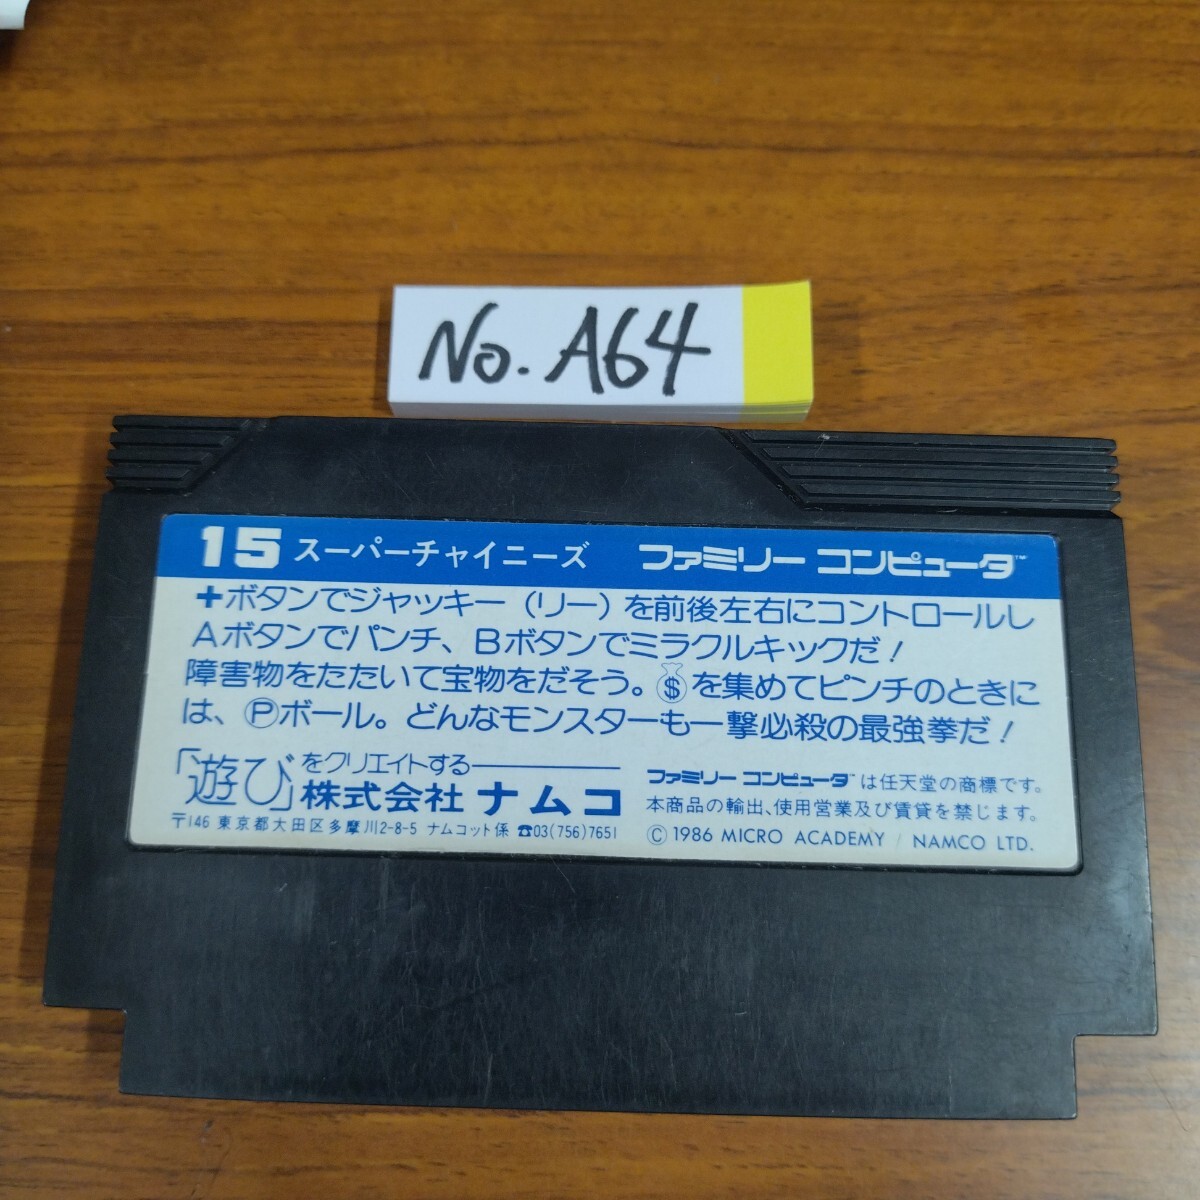 No. A64
15 スーパーチャイニーズ ファミリー コンピュータ™
+ボタンでジャッキー（リー）を前後左右にコントロールし
Aボタンでパンチ、Bボタンでミラクルキックだ！
障害物をたたいて宝物をだそう。$を集めてピンチのときに
は、Ⓟボール。どんなモンスターも一撃必殺の最強拳だ！
「遊び」をクリエイトする
株式会社 ナムコ
〒146 東京都大田区多摩川2-8-5 ナムコット係 ☎03(756)7651
ファミリー コンピュータ™は任天堂の商標です。
本商品の輸出、使用営業及び賃貸を禁じます。
© 1986 MICRO ACADEMY / NAMCO LTD.